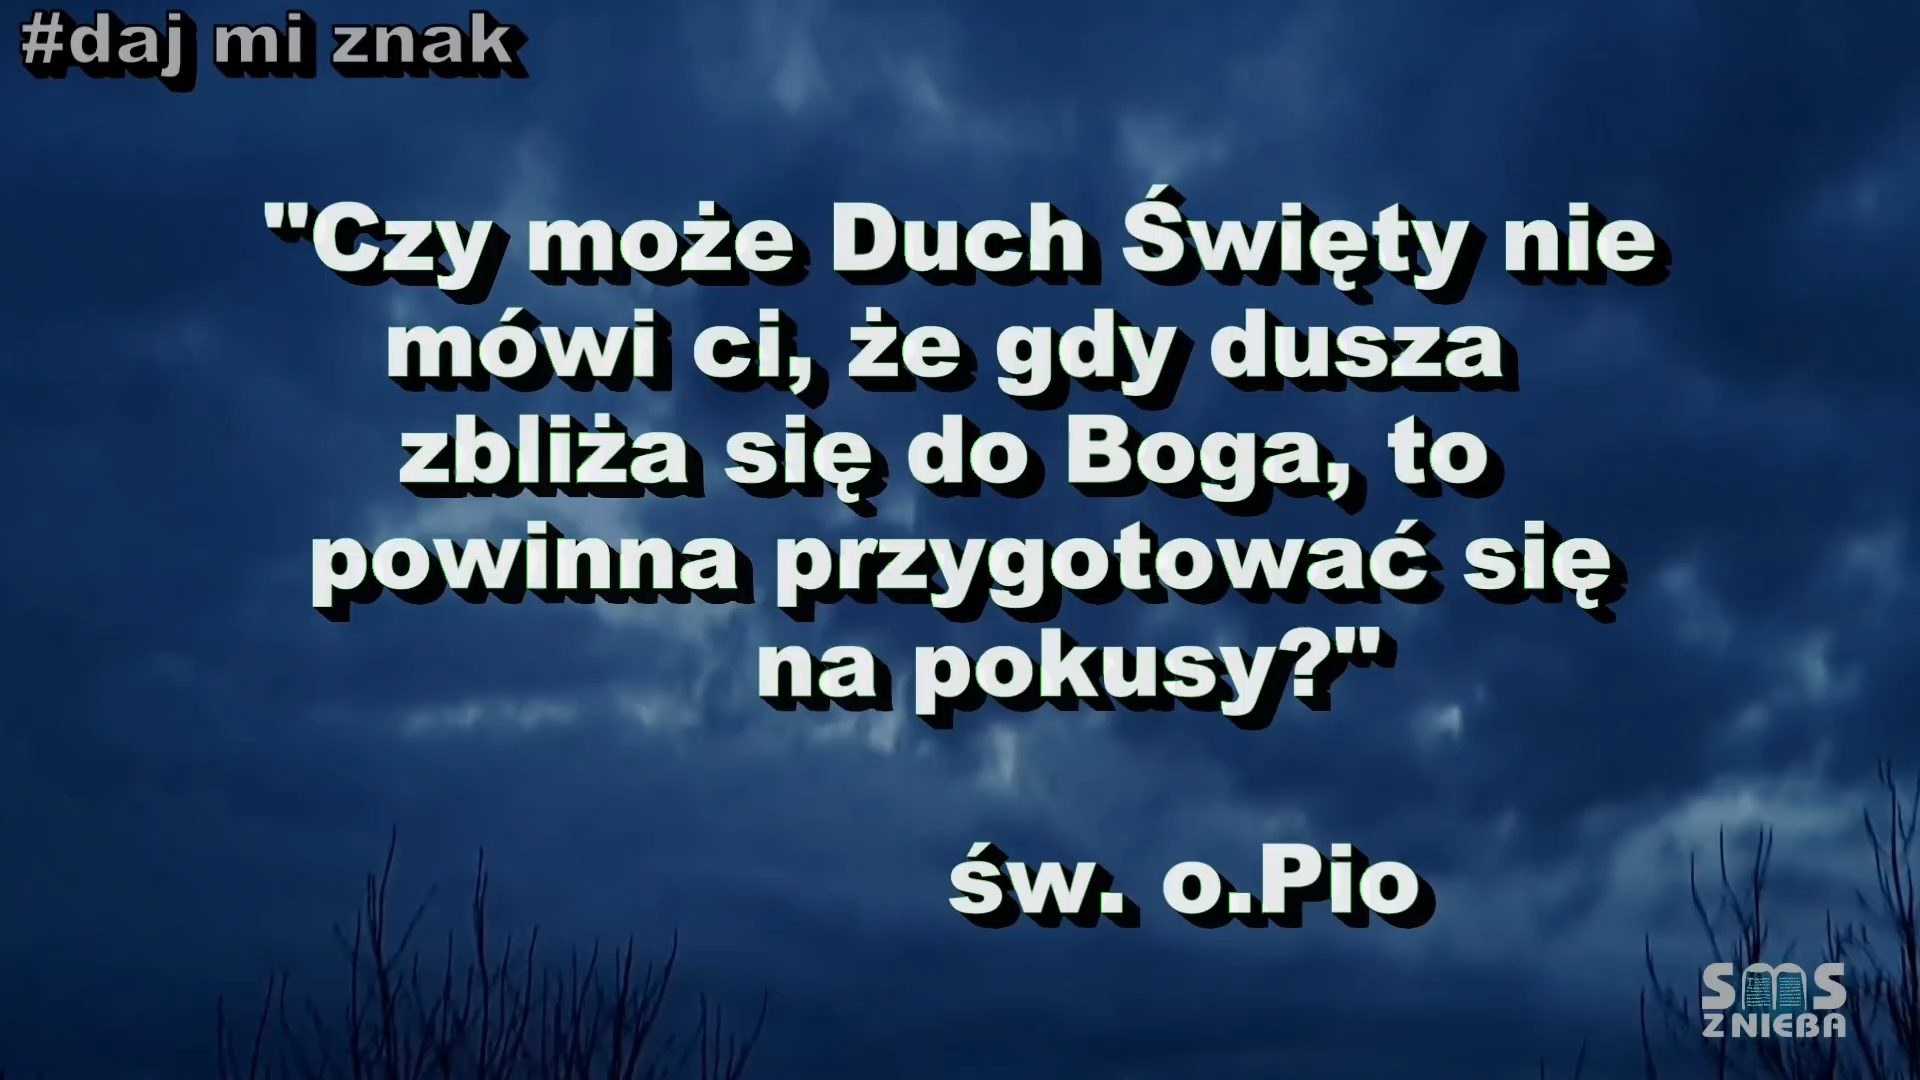 #daj mi znak
"Czy może Duch Święty nie
mówi ci, że gdy dusza
zbliża się do Boga, to
powinna przygotować się
na pokusy?"
św. o.Pio
SMS
Z NIEBA